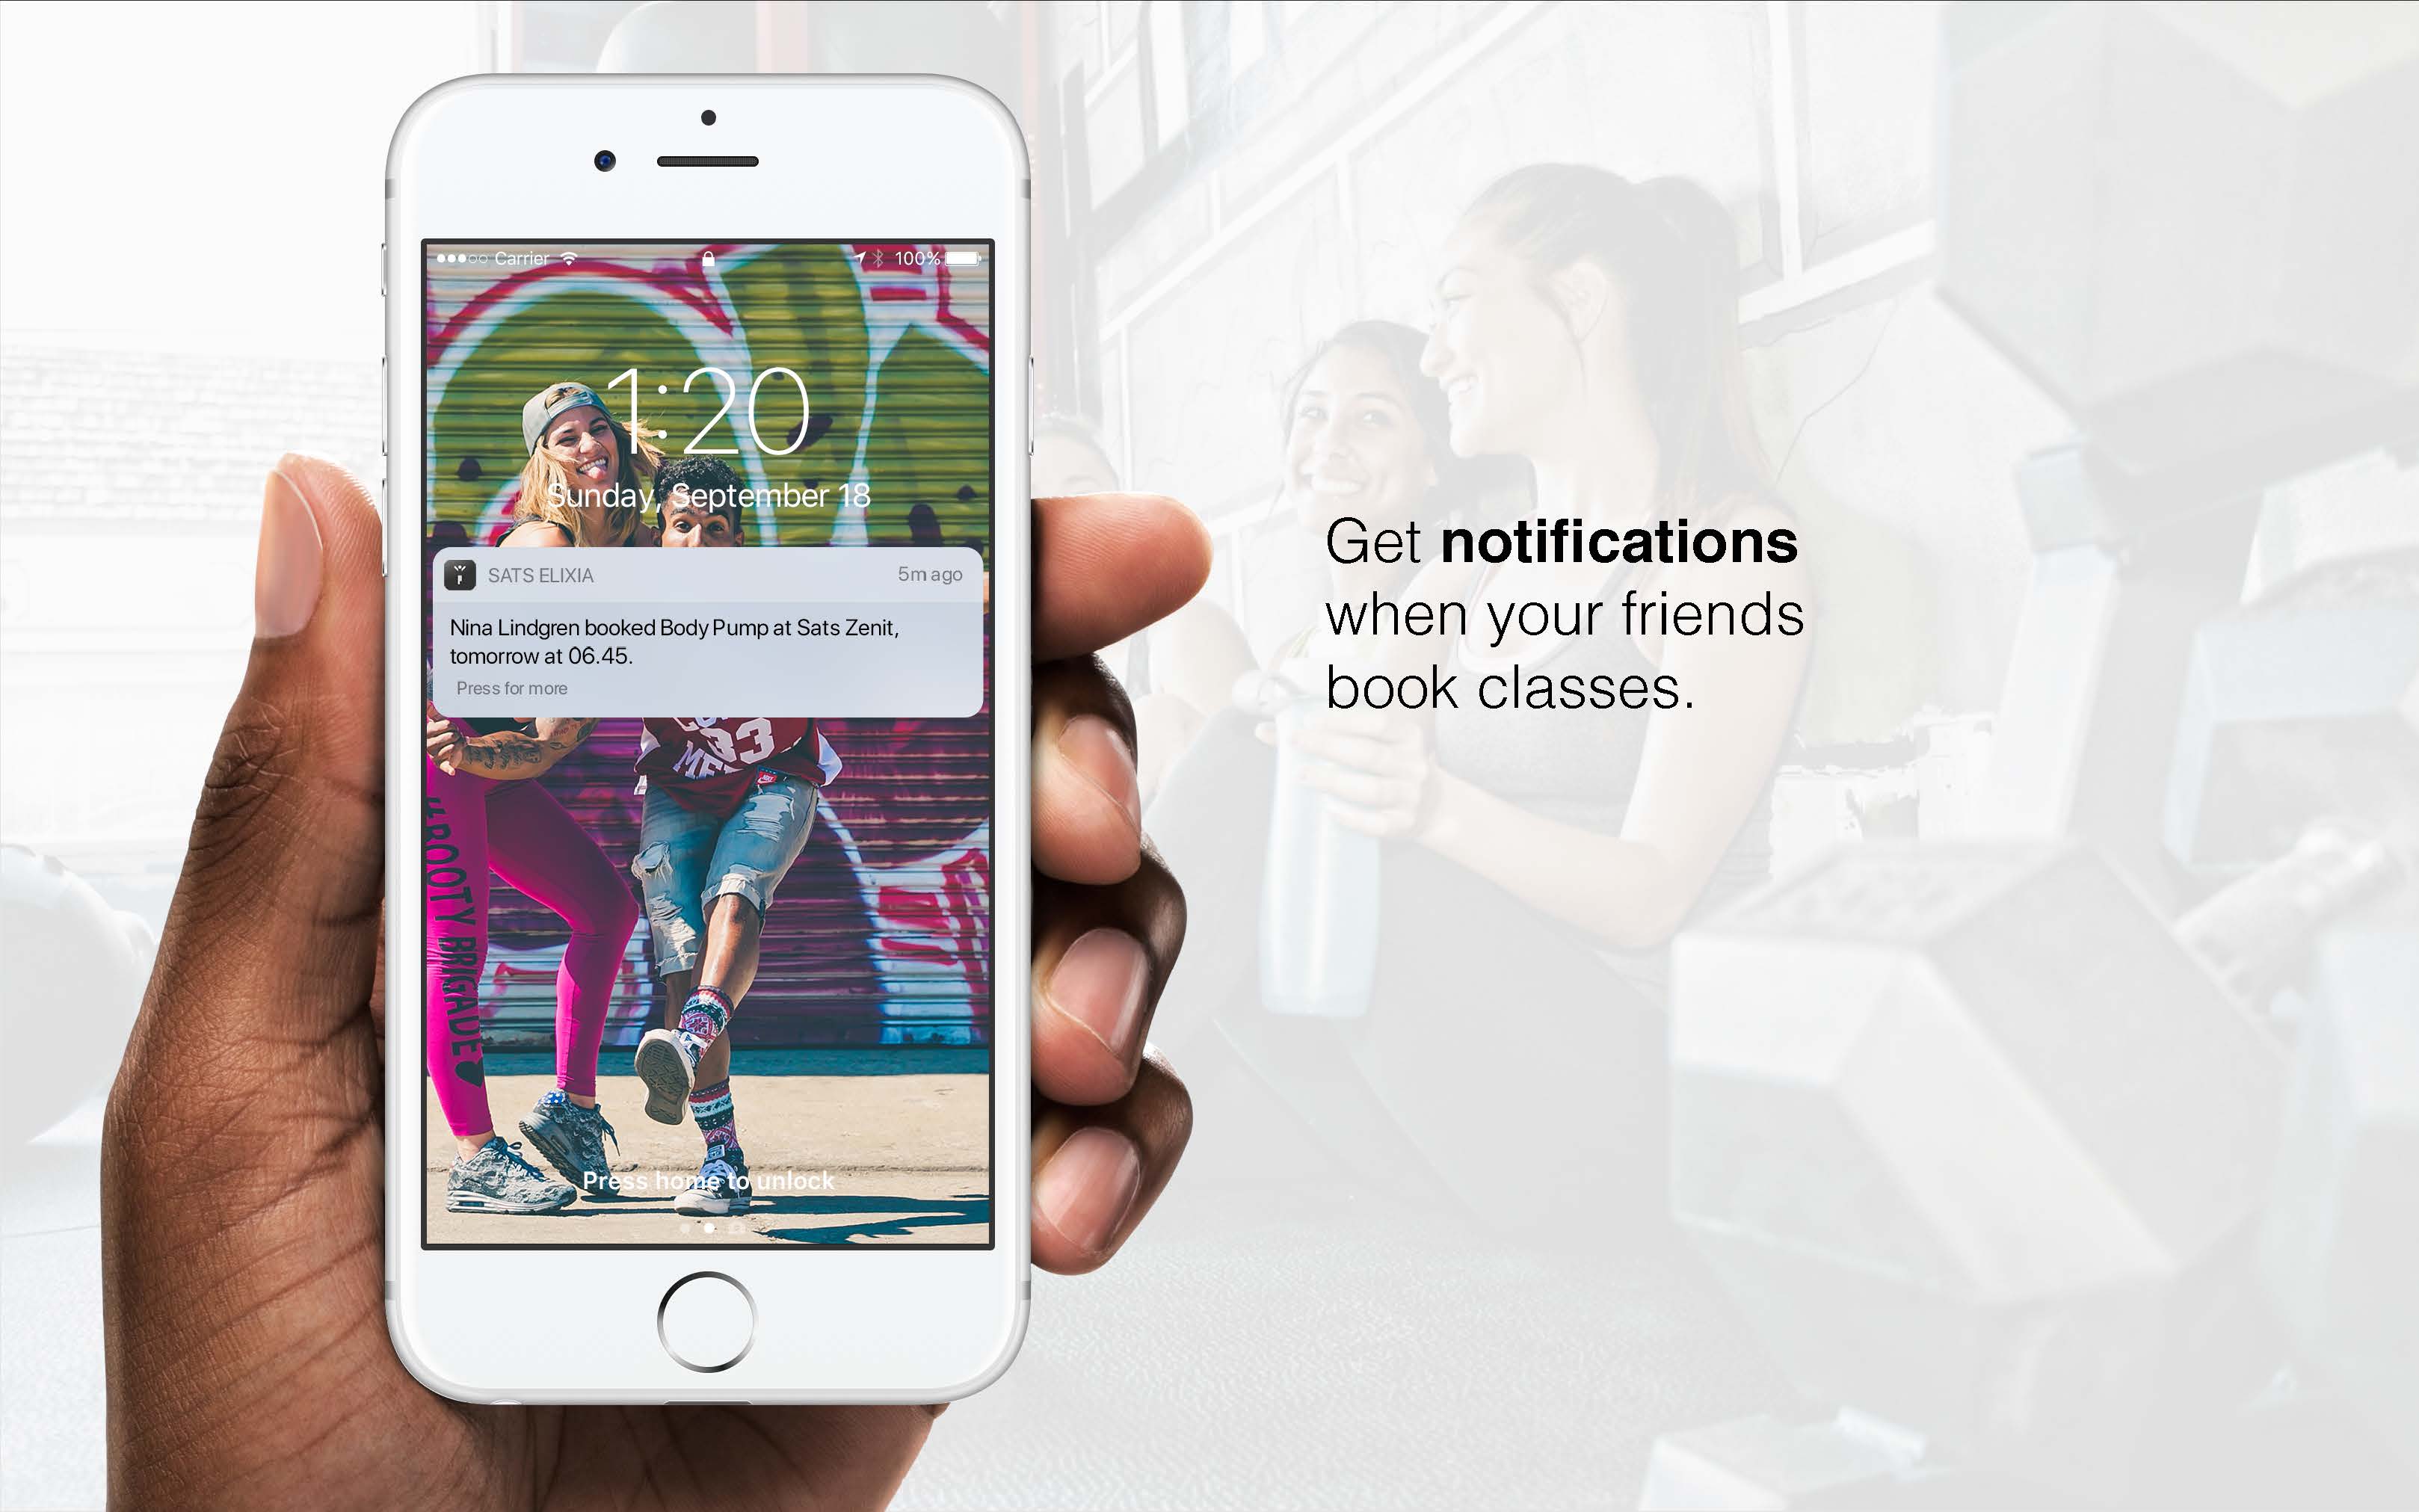 Carrier 100%
1:20
Sunday, September 18
SATS ELIXIA 5m ago
Nina Lindgren booked Body Pump at Sats Zenit,
tomorrow at 06.45.
Press for more
33
BOOTY BRIGADE
Press home to unlock
Get notifications
when your friends
book classes.